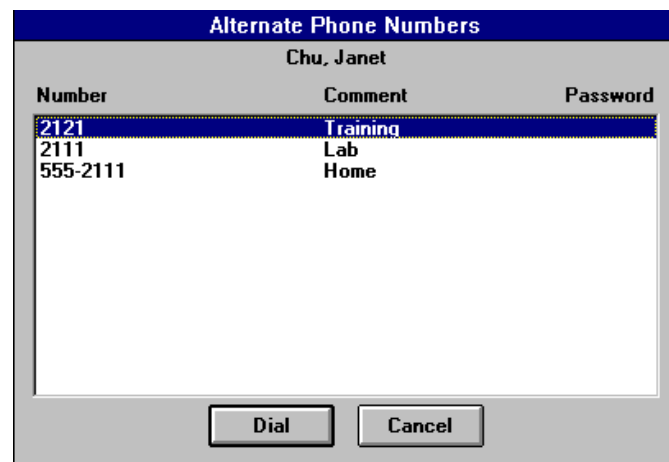 Alternate Phone Numbers
Chu, Janet
Number Comment Password
2121 Training
2111 Lab
555-2111 Home
Dial Cancel